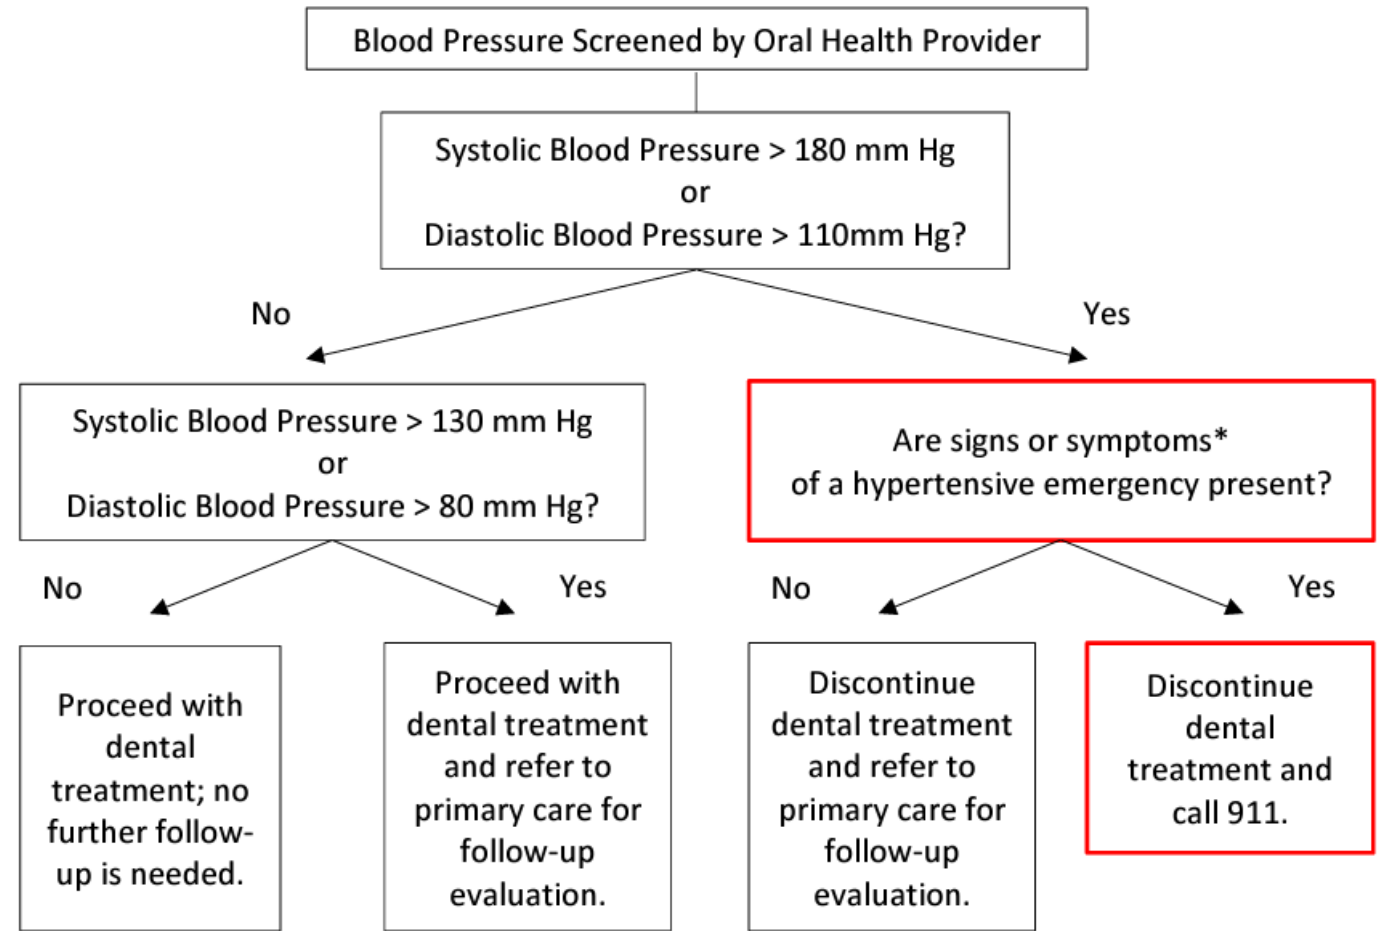 Blood Pressure Screened by Oral Health Provider
Systolic Blood Pressure > 180 mm Hg
or
Diastolic Blood Pressure > 110mm Hg?
No
Yes
Systolic Blood Pressure > 130 mm Hg
or
Diastolic Blood Pressure > 80 mm Hg?
Are signs or symptoms*
of a hypertensive emergency present?
No
Yes
No
Yes
Proceed with
dental
treatment; no
further follow-
up is needed.
Proceed with
dental treatment
and refer to
primary care for
follow-up
evaluation.
Discontinue
dental treatment
and refer to
primary care for
follow-up
evaluation.
Discontinue
dental
treatment and
call 911.